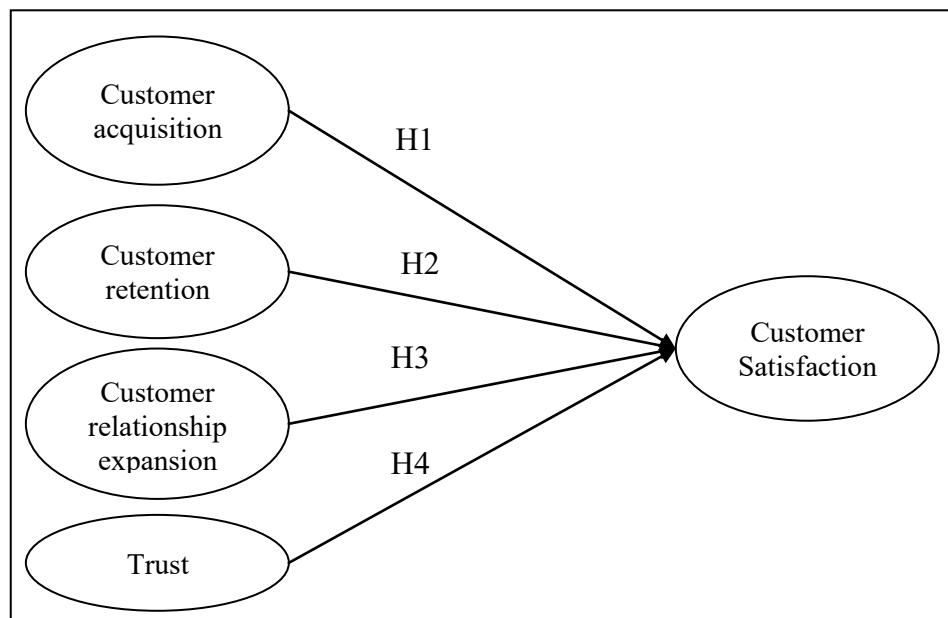 Customer
acquisition
H1
Customer
retention
H2
Customer
relationship
expansion
H3
Trust
H4
Customer
Satisfaction